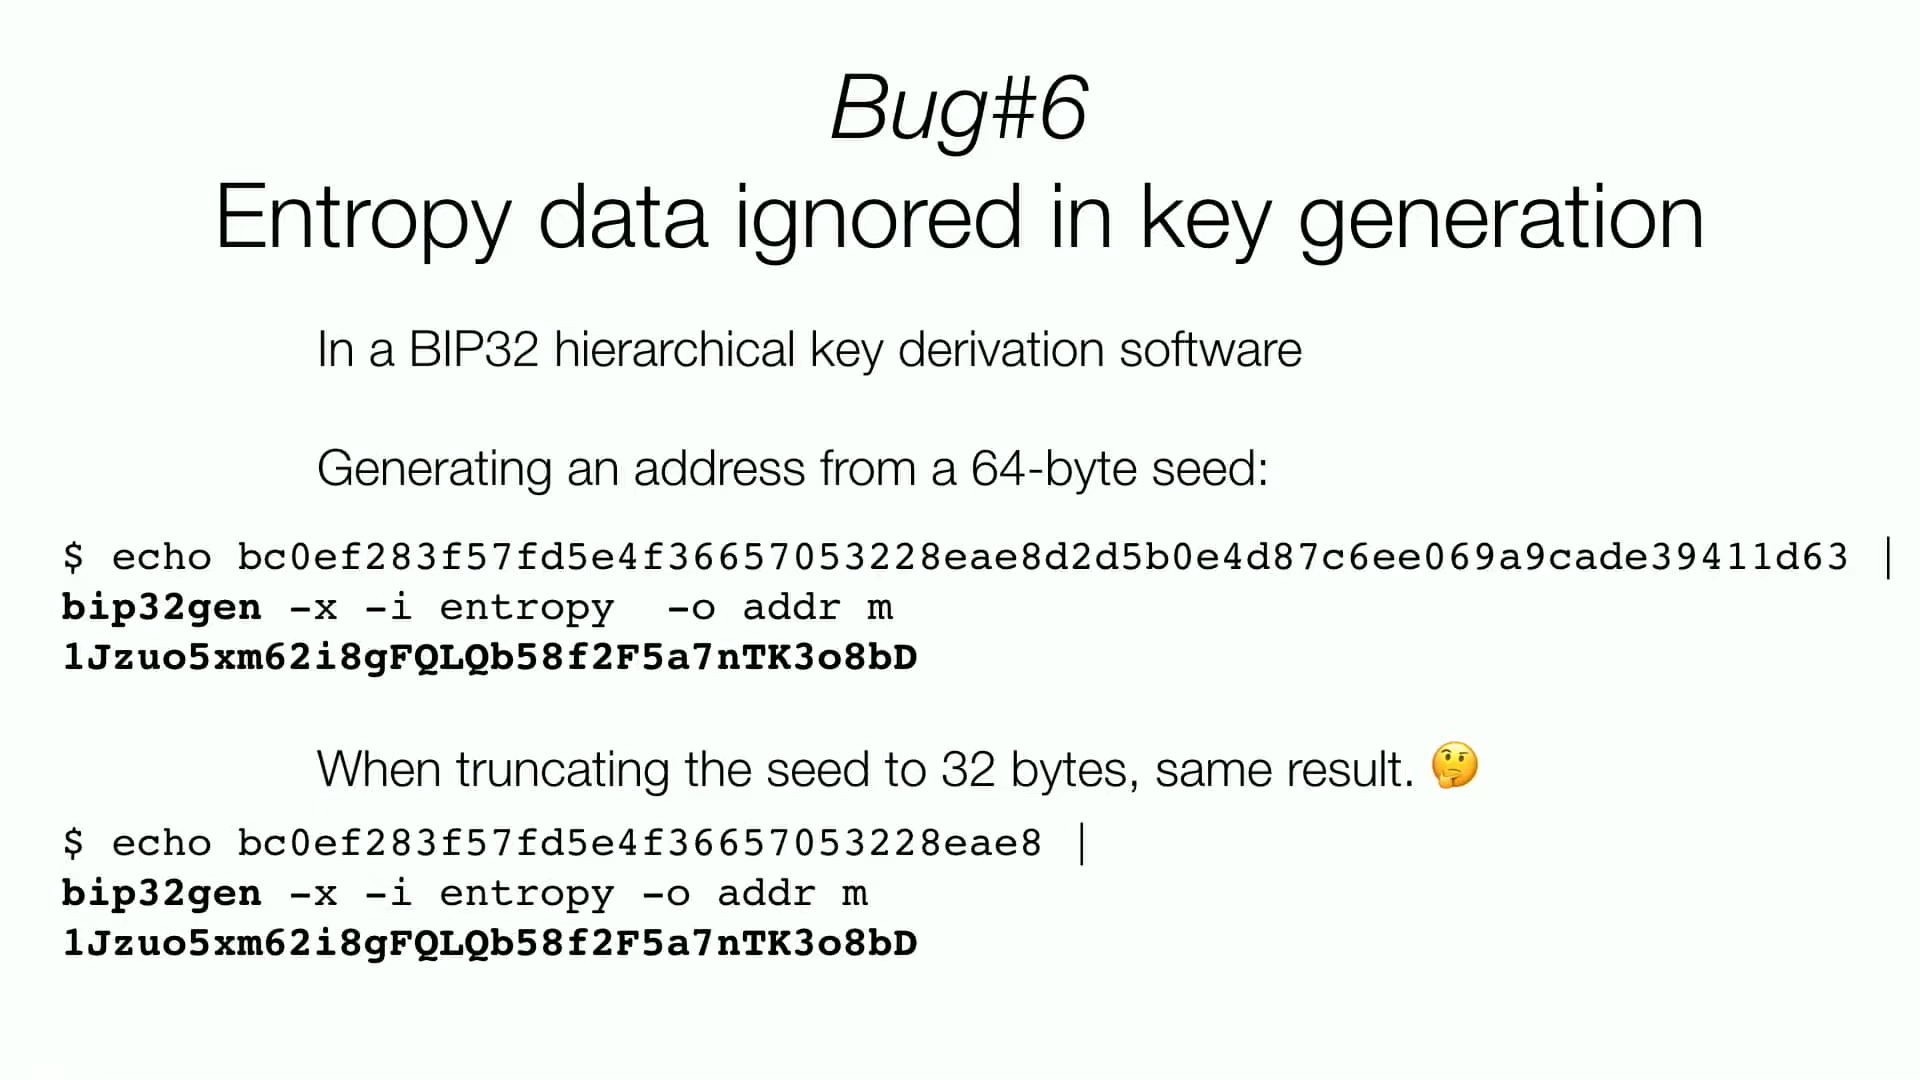 Bug#6
Entropy data ignored in key generation
In a BIP32 hierarchical key derivation software
Generating an address from a 64-byte seed:
$ echo bc0ef283f57fd5e4f36657053228eae8d2d5b0e4d87c6ee069a9cade39411d63 |
bip32gen -x -i entropy  -o addr m
1Jzuo5xm62i8gFQLQb58f2F5a7nTK3o8bD
When truncating the seed to 32 bytes, same result. 🤔
$ echo bc0ef283f57fd5e4f36657053228eae8 |
bip32gen -x -i entropy -o addr m
1Jzuo5xm62i8gFQLQb58f2F5a7nTK3o8bD